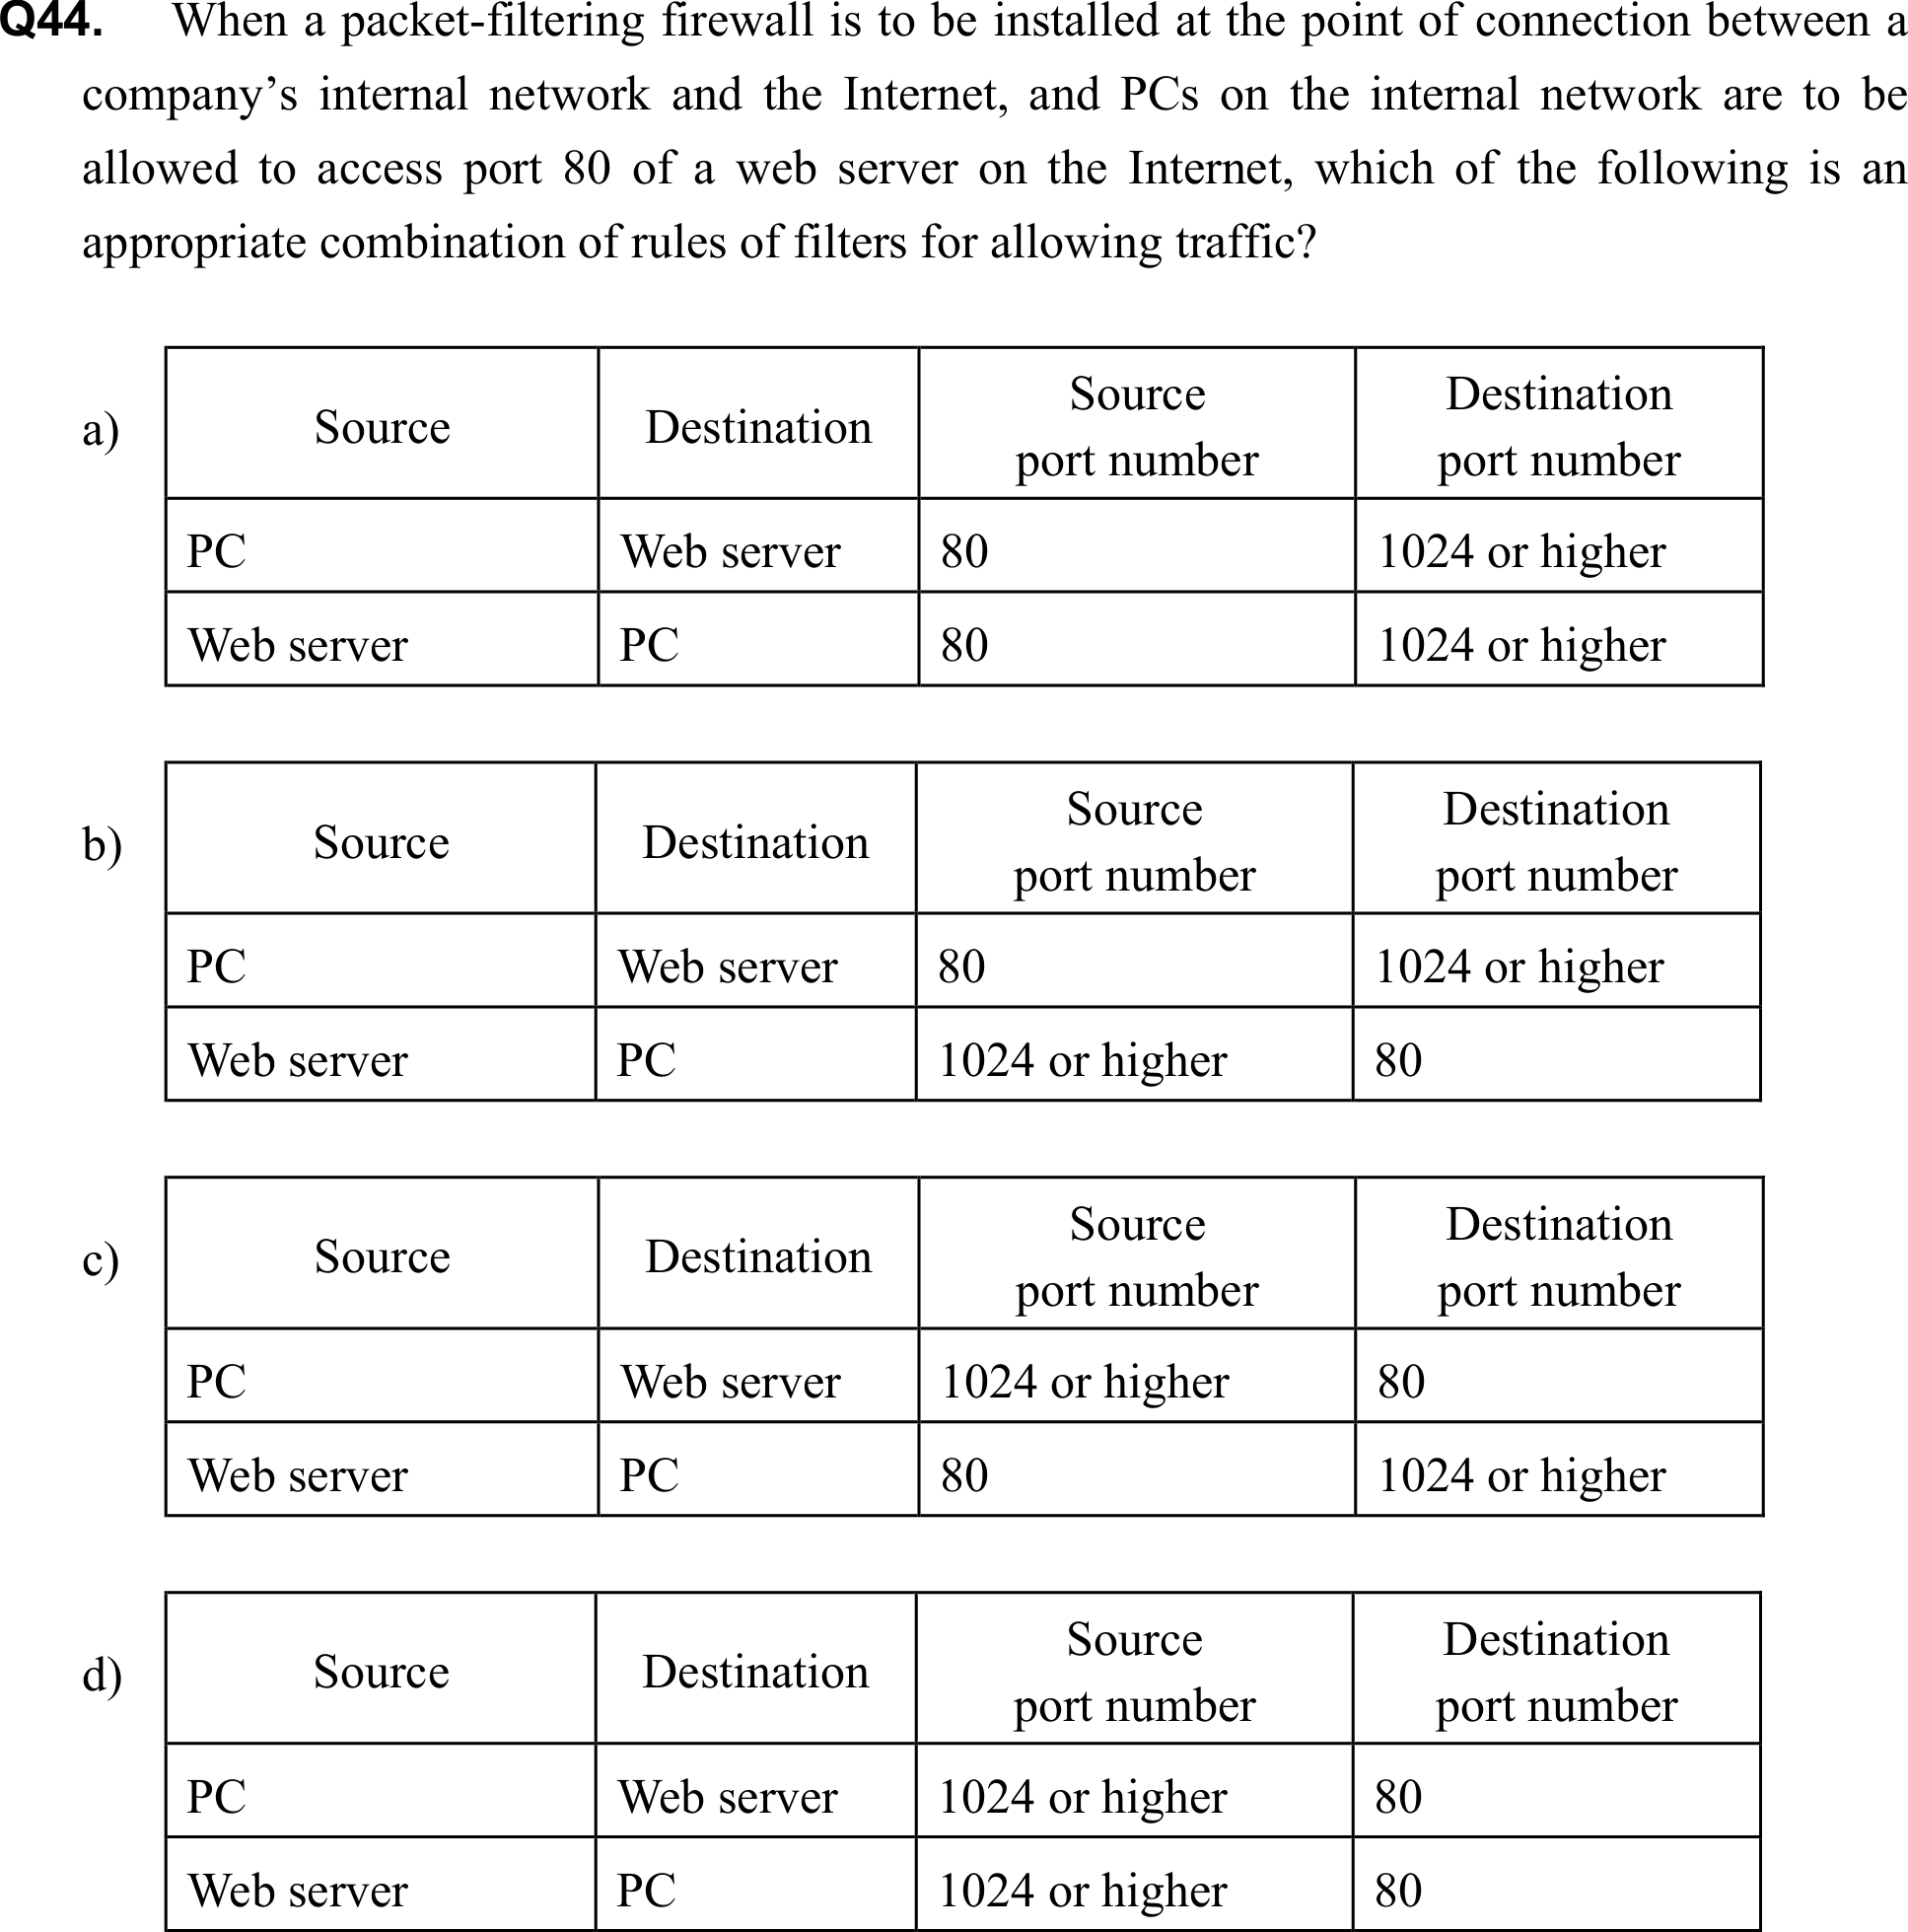 Q44. When a packet-filtering firewall is to be installed at the point of connection between a
company’s internal network and the Internet, and PCs on the internal network are to be
allowed to access port 80 of a web server on the Internet, which of the following is an
appropriate combination of rules of filters for allowing traffic?
a)
Source Destination Source port number Destination port number
PC Web server 80 1024 or higher
Web server PC 80 1024 or higher
b)
Source Destination Source port number Destination port number
PC Web server 80 1024 or higher
Web server PC 1024 or higher 80
c)
Source Destination Source port number Destination port number
PC Web server 1024 or higher 80
Web server PC 80 1024 or higher
d)
Source Destination Source port number Destination port number
PC Web server 1024 or higher 80
Web server PC 1024 or higher 80